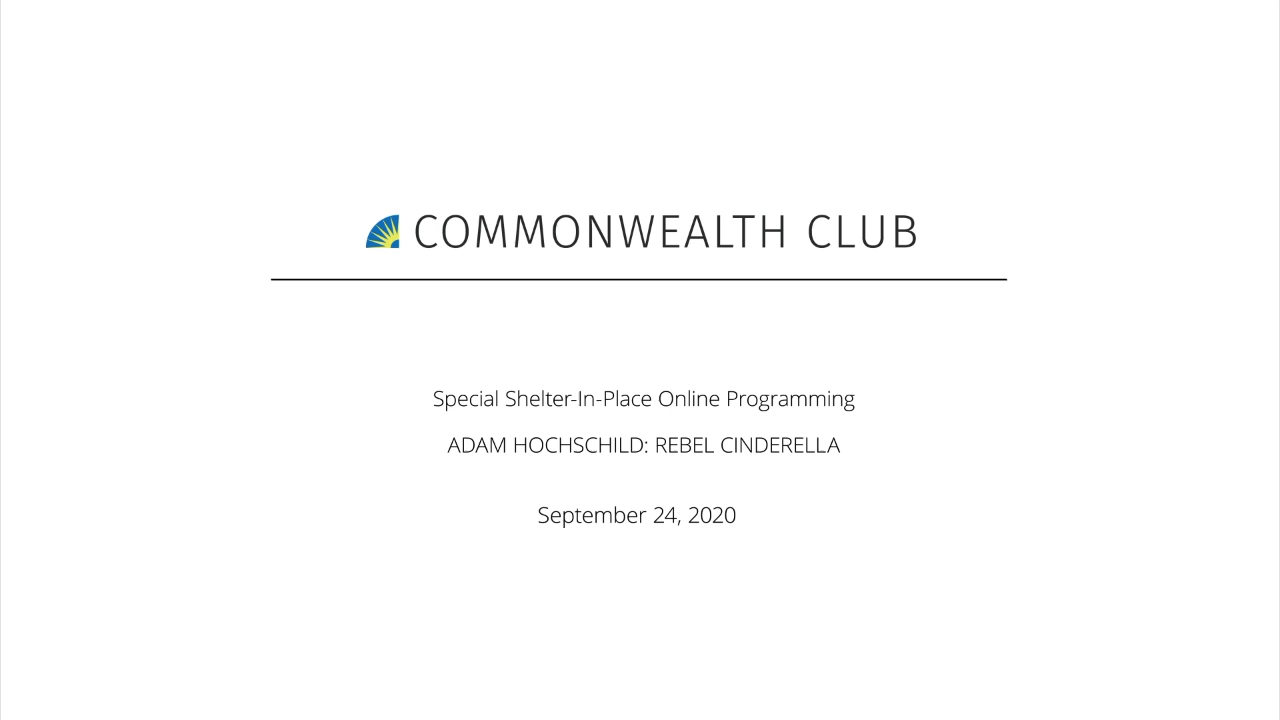 COMMONWEALTH CLUB
Special Shelter-In-Place Online Programming
ADAM HOCHSCHILD: REBEL CINDERELLA
September 24, 2020